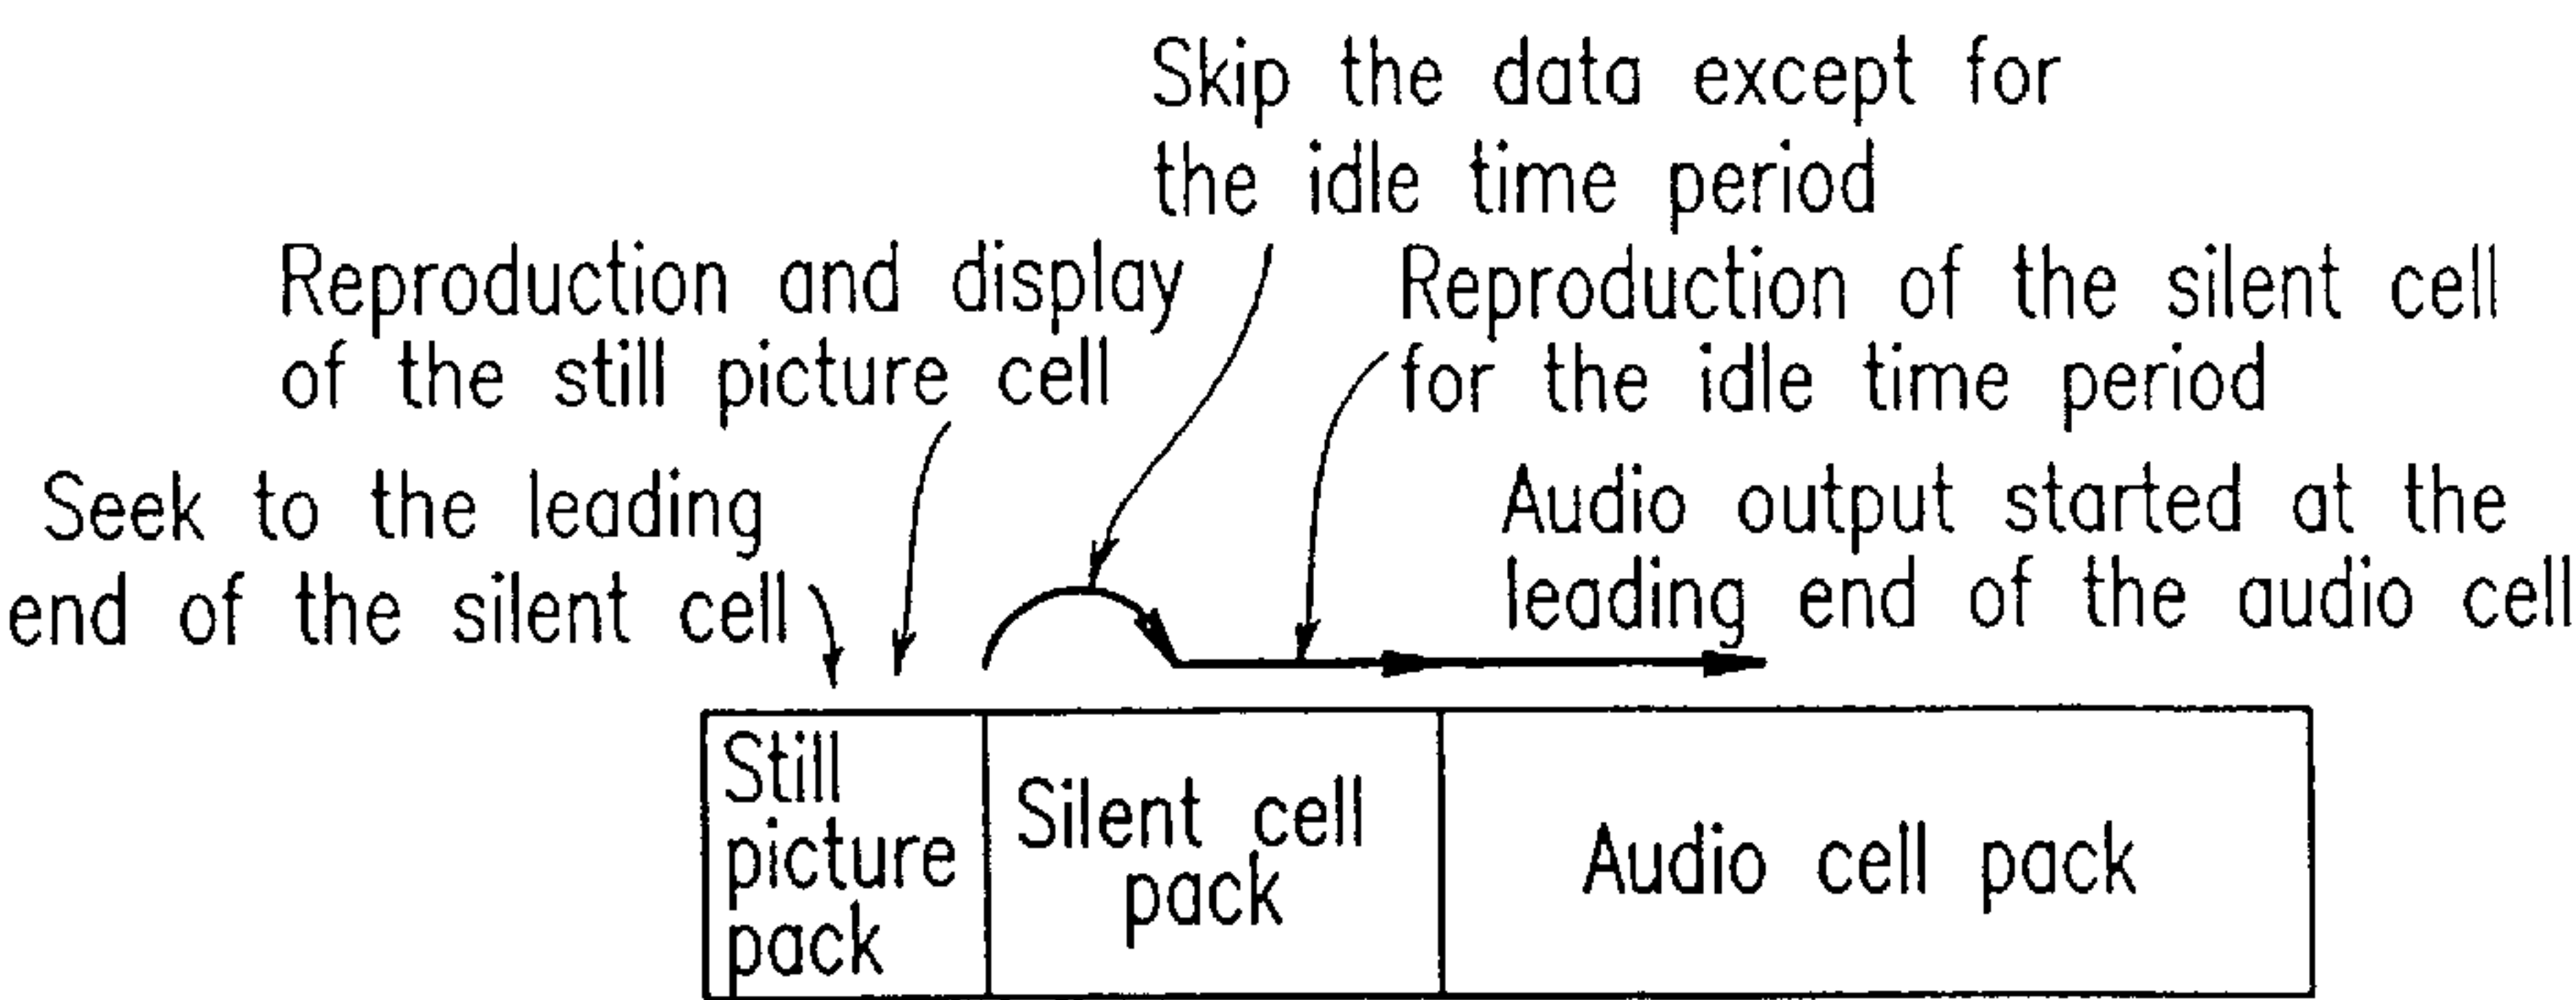 Skip the data except for
the idle time period
Reproduction and display
of the still picture cell
Reproduction of the silent cell
for the idle time period
Seek to the leading
end of the silent cell
Audio output started at the
leading end of the audio cell
Still
picture
pack
Silent cell
pack
Audio cell pack